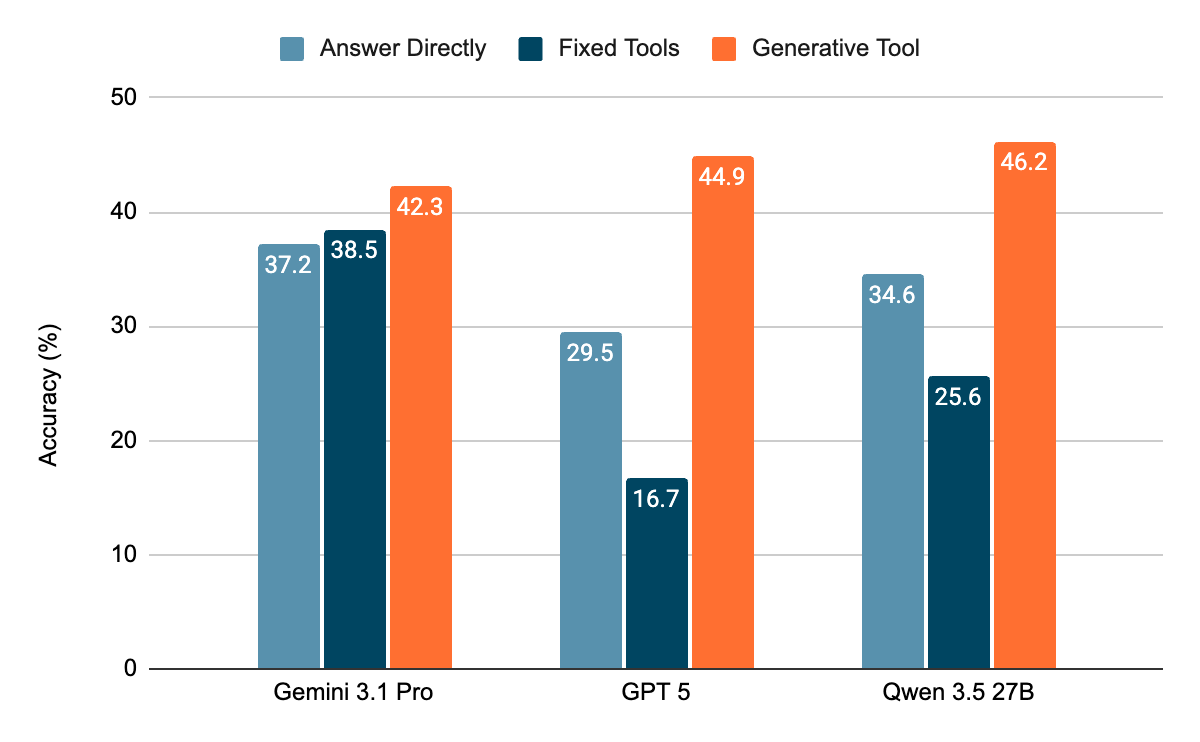 Answer Directly Fixed Tools Generative Tool
50
40
30
20
10
0
Accuracy (%)
37.2 38.5 42.3
29.5 16.7 44.9
34.6 25.6 46.2
Gemini 3.1 Pro GPT 5 Qwen 3.5 27B